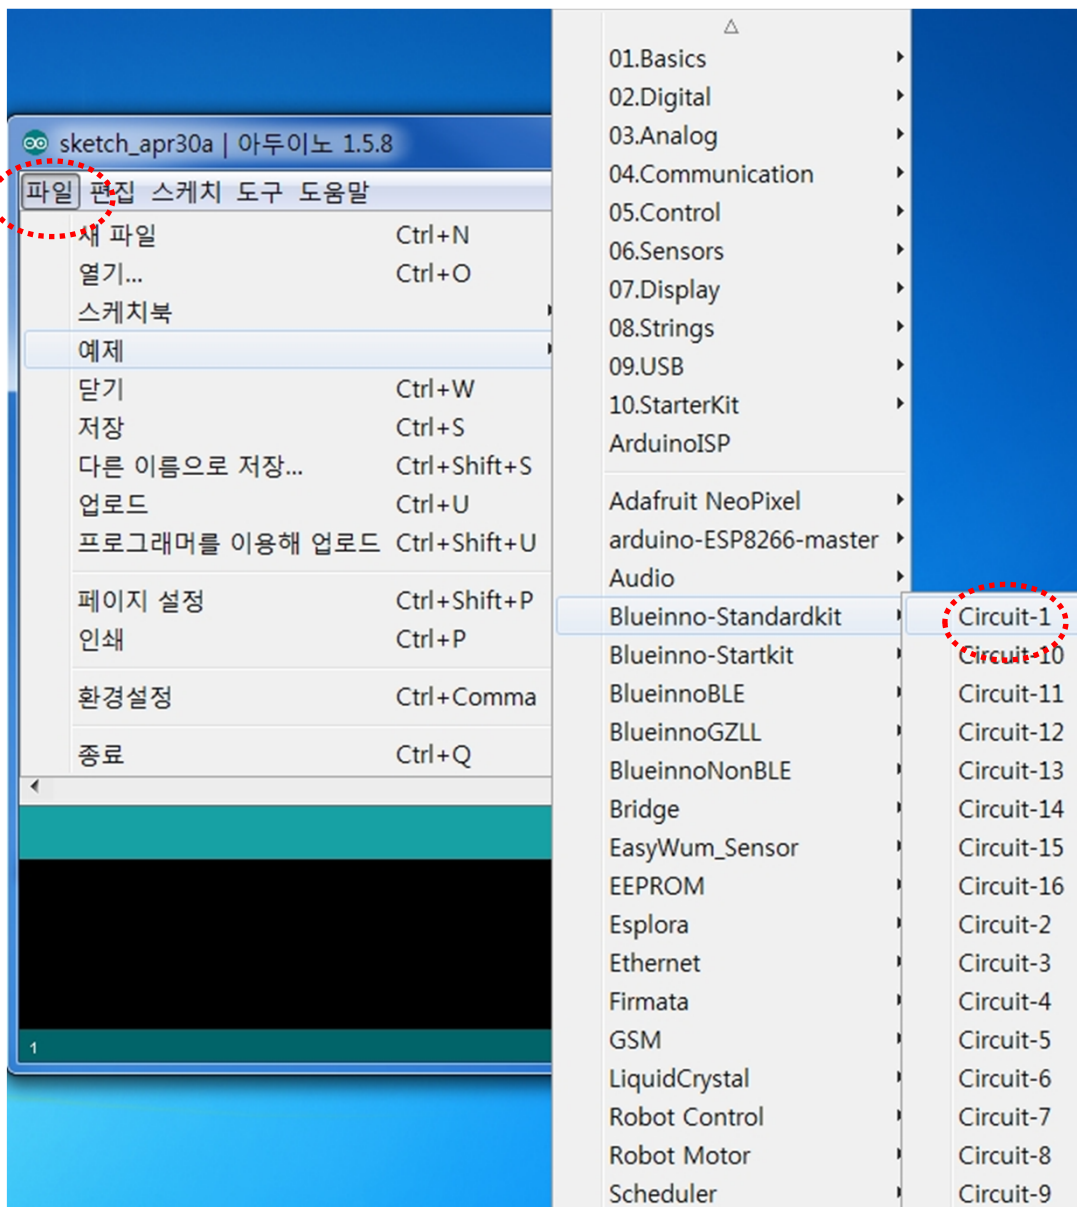 sketch_apr30a | 아두이노 1.5.8
파일 편집 스케치 도구 도움말
새 파일 Ctrl+N
열기... Ctrl+O
스케치북
예제
닫기 Ctrl+W
저장 Ctrl+S
다른 이름으로 저장... Ctrl+Shift+S
업로드 Ctrl+U
프로그래머를 이용해 업로드 Ctrl+Shift+U
페이지 설정 Ctrl+Shift+P
인쇄 Ctrl+P
환경설정 Ctrl+Comma
종료 Ctrl+Q
1
01.Basics
02.Digital
03.Analog
04.Communication
05.Control
06.Sensors
07.Display
08.Strings
09.USB
10.StarterKit
ArduinoISP
Adafruit NeoPixel
arduino-ESP8266-master
Audio
Blueinno-Standardkit
Blueinno-Startkit
BlueinnoBLE
BlueinnoGZLL
BlueinnoNonBLE
Bridge
EasyWum_Sensor
EEPROM
Esplora
Ethernet
Firmata
GSM
LiquidCrystal
Robot Control
Robot Motor
Scheduler
Circuit-1
Circuit-10
Circuit-11
Circuit-12
Circuit-13
Circuit-14
Circuit-15
Circuit-16
Circuit-2
Circuit-3
Circuit-4
Circuit-5
Circuit-6
Circuit-7
Circuit-8
Circuit-9